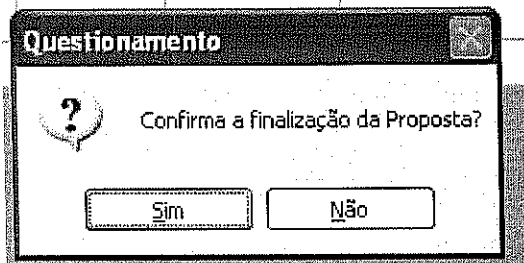 Questionamento
?
Confirma a finalização da Proposta?
Sim
Não